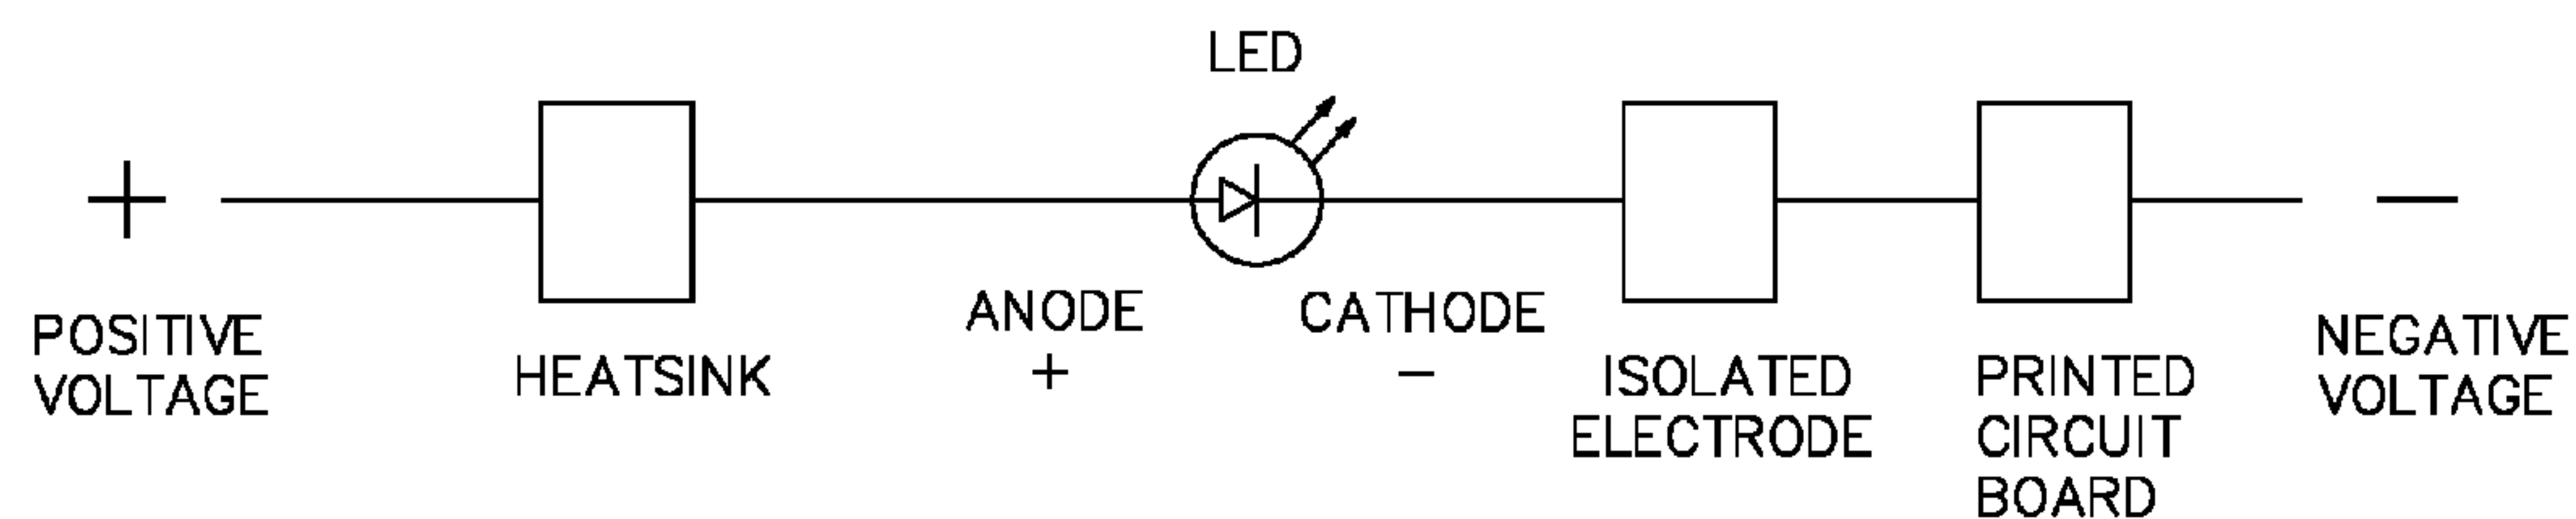 LED
+
−
POSITIVE
VOLTAGE
HEATSINK
ANODE
+
CATHODE
−
ISOLATED
ELECTRODE
PRINTED
CIRCUIT
BOARD
NEGATIVE
VOLTAGE